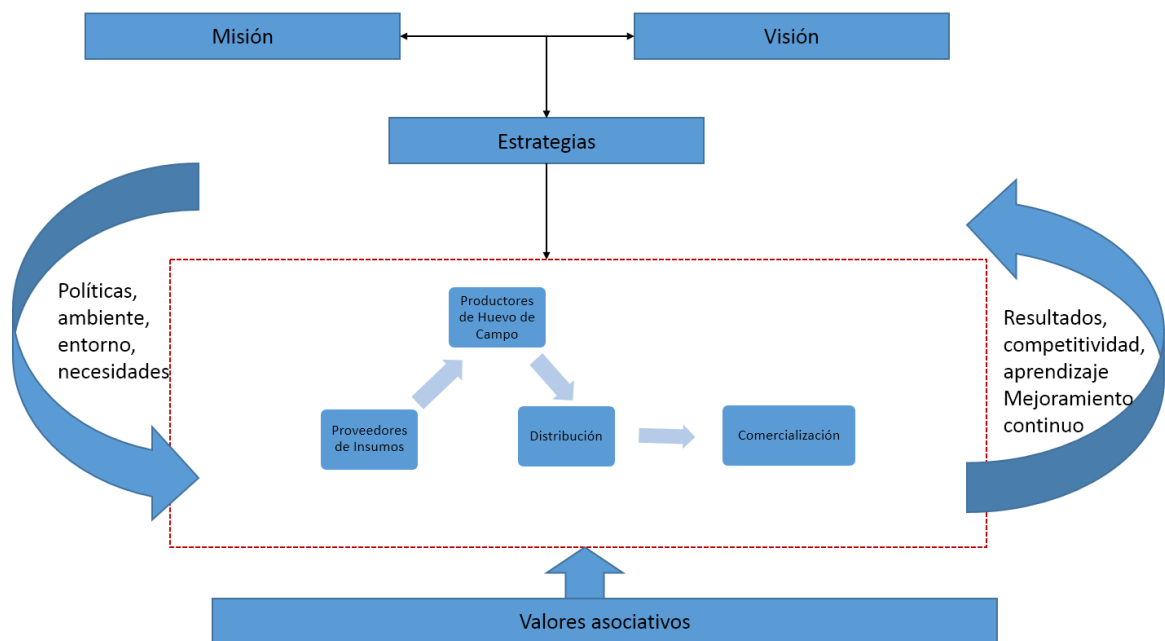 Misión
Visión
Estrategias
Políticas,
ambiente,
entorno,
necesidades
Productores
de Huevo de
Campo
Proveedores
de Insumos
Distribución
Comercialización
Resultados,
competitividad,
aprendizaje
Mejoramiento
continuo
Valores asociativos